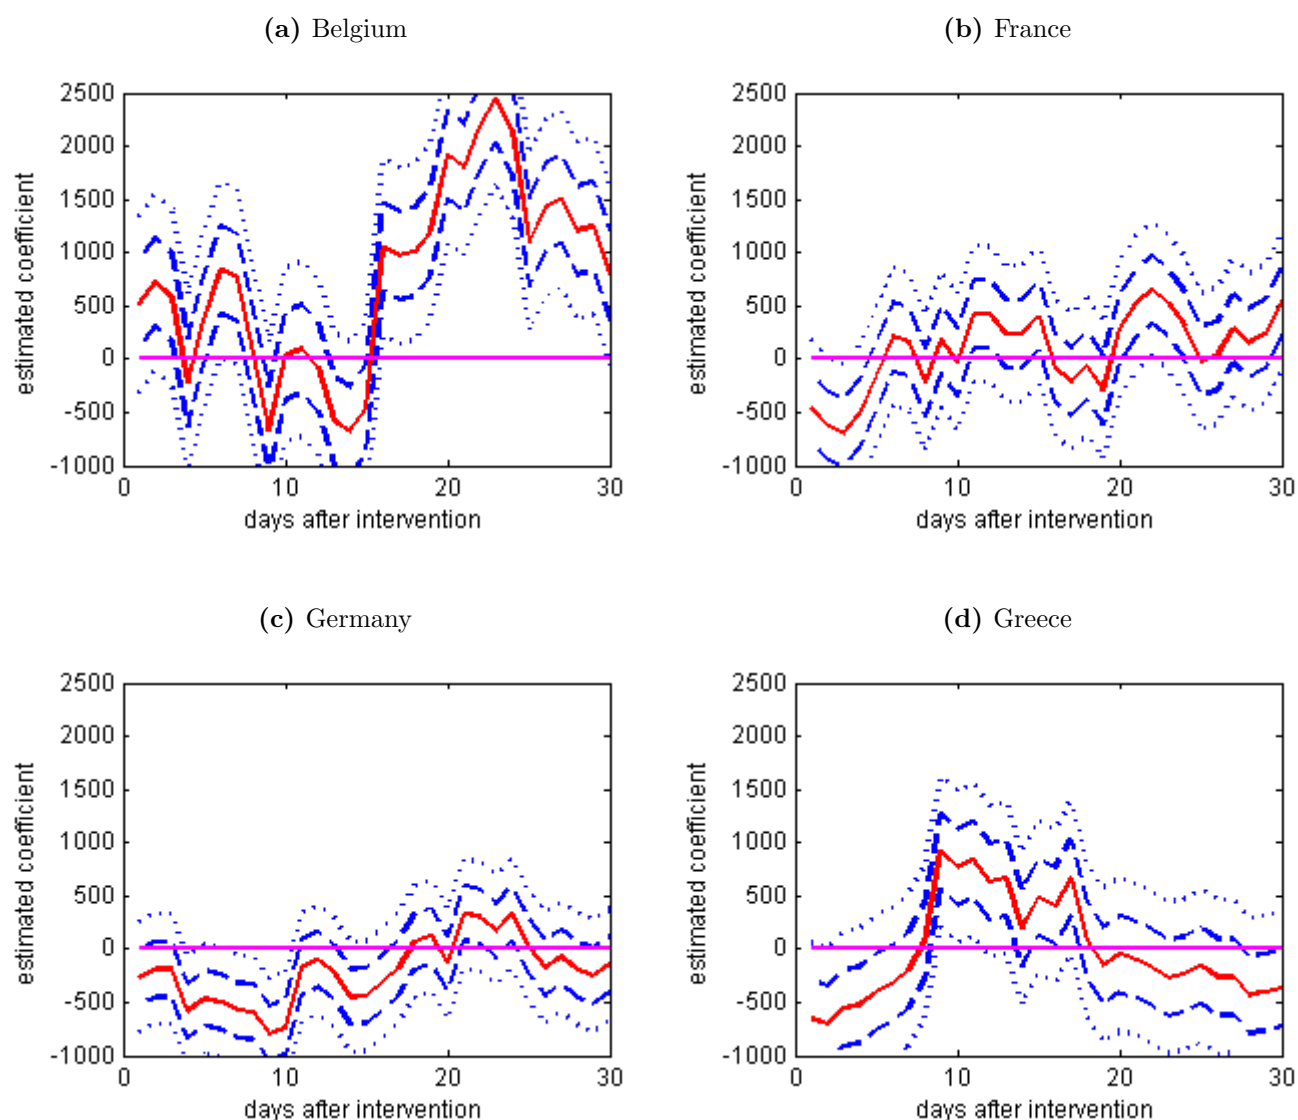 (a) Belgium
(b) France
2500
2000
1500
1000
500
0
-500
-1000
estimated coefficient
0 10 20 30
days after intervention
2500
2000
1500
1000
500
0
-500
-1000
estimated coefficient
0 10 20 30
days after intervention
(c) Germany
(d) Greece
2500
2000
1500
1000
500
0
-500
-1000
estimated coefficient
0 10 20 30
days after intervention
2500
2000
1500
1000
500
0
-500
-1000
estimated coefficient
0 10 20 30
days after intervention